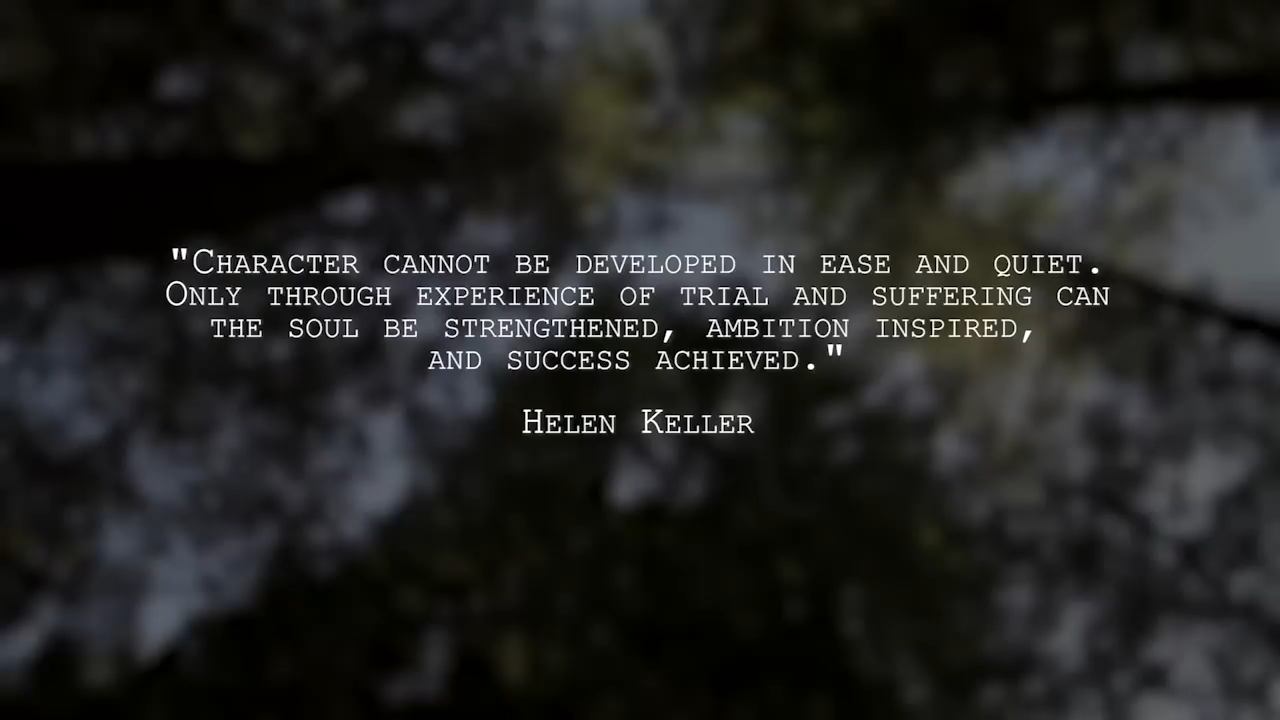 "Character cannot be developed in ease and quiet.
Only through experience of trial and suffering can
the soul be strengthened, ambition inspired,
and success achieved."
Helen Keller